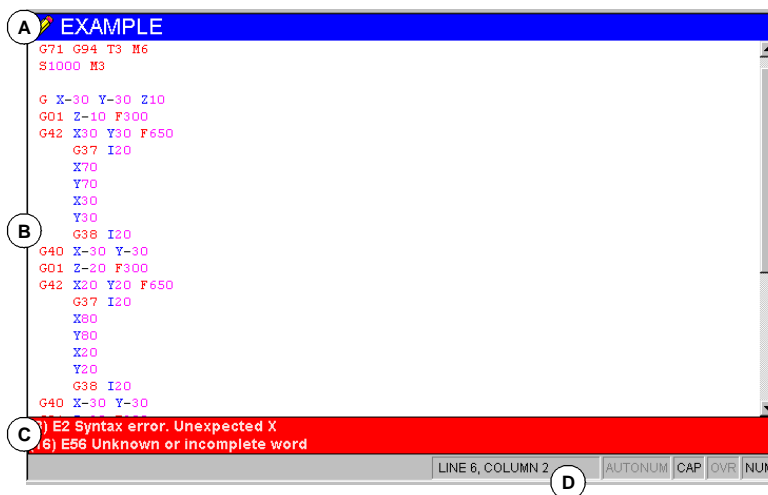 A
EXAMPLE
G71 G94 T3 M6
S1000 M3
G X-30 Y-30 Z10
G01 Z-10 F300
G42 X30 Y30 F650
G37 I20
X70
Y70
X30
Y30
B
G38 I20
G40 X-30 Y-30
G01 Z-20 F300
G42 X20 Y20 F650
G37 I20
X80
Y80
X20
Y20
G38 I20
G40 X-30 Y-30
C
) E2 Syntax error. Unexpected X
16) E56 Unknown or incomplete word
LINE 6, COLUMN 2 AUTONUM CAP OVR NUM
D